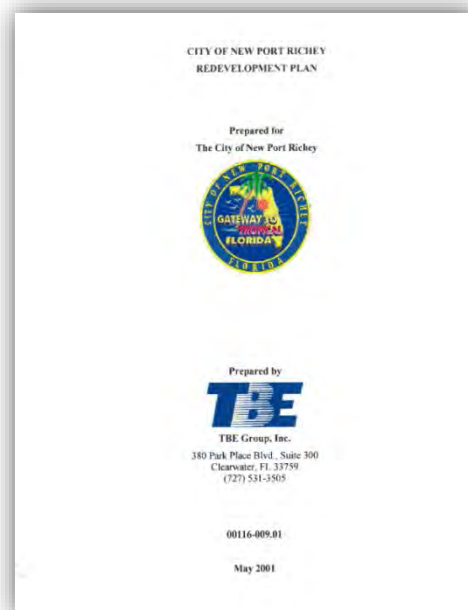 CITY OF NEW PORT RICHEY
REDEVELOPMENT PLAN
Prepared for
The City of New Port Richey
CITY OF NEW PORT RICHEY
GATEWAY TO
TROPICAL
FLORIDA
FLORIDA
Prepared by
TBE
TBE Group, Inc.
380 Park Place Blvd., Suite 300
Clearwater, FL 33759
(727) 531-3505
00116-009.01
May 2001